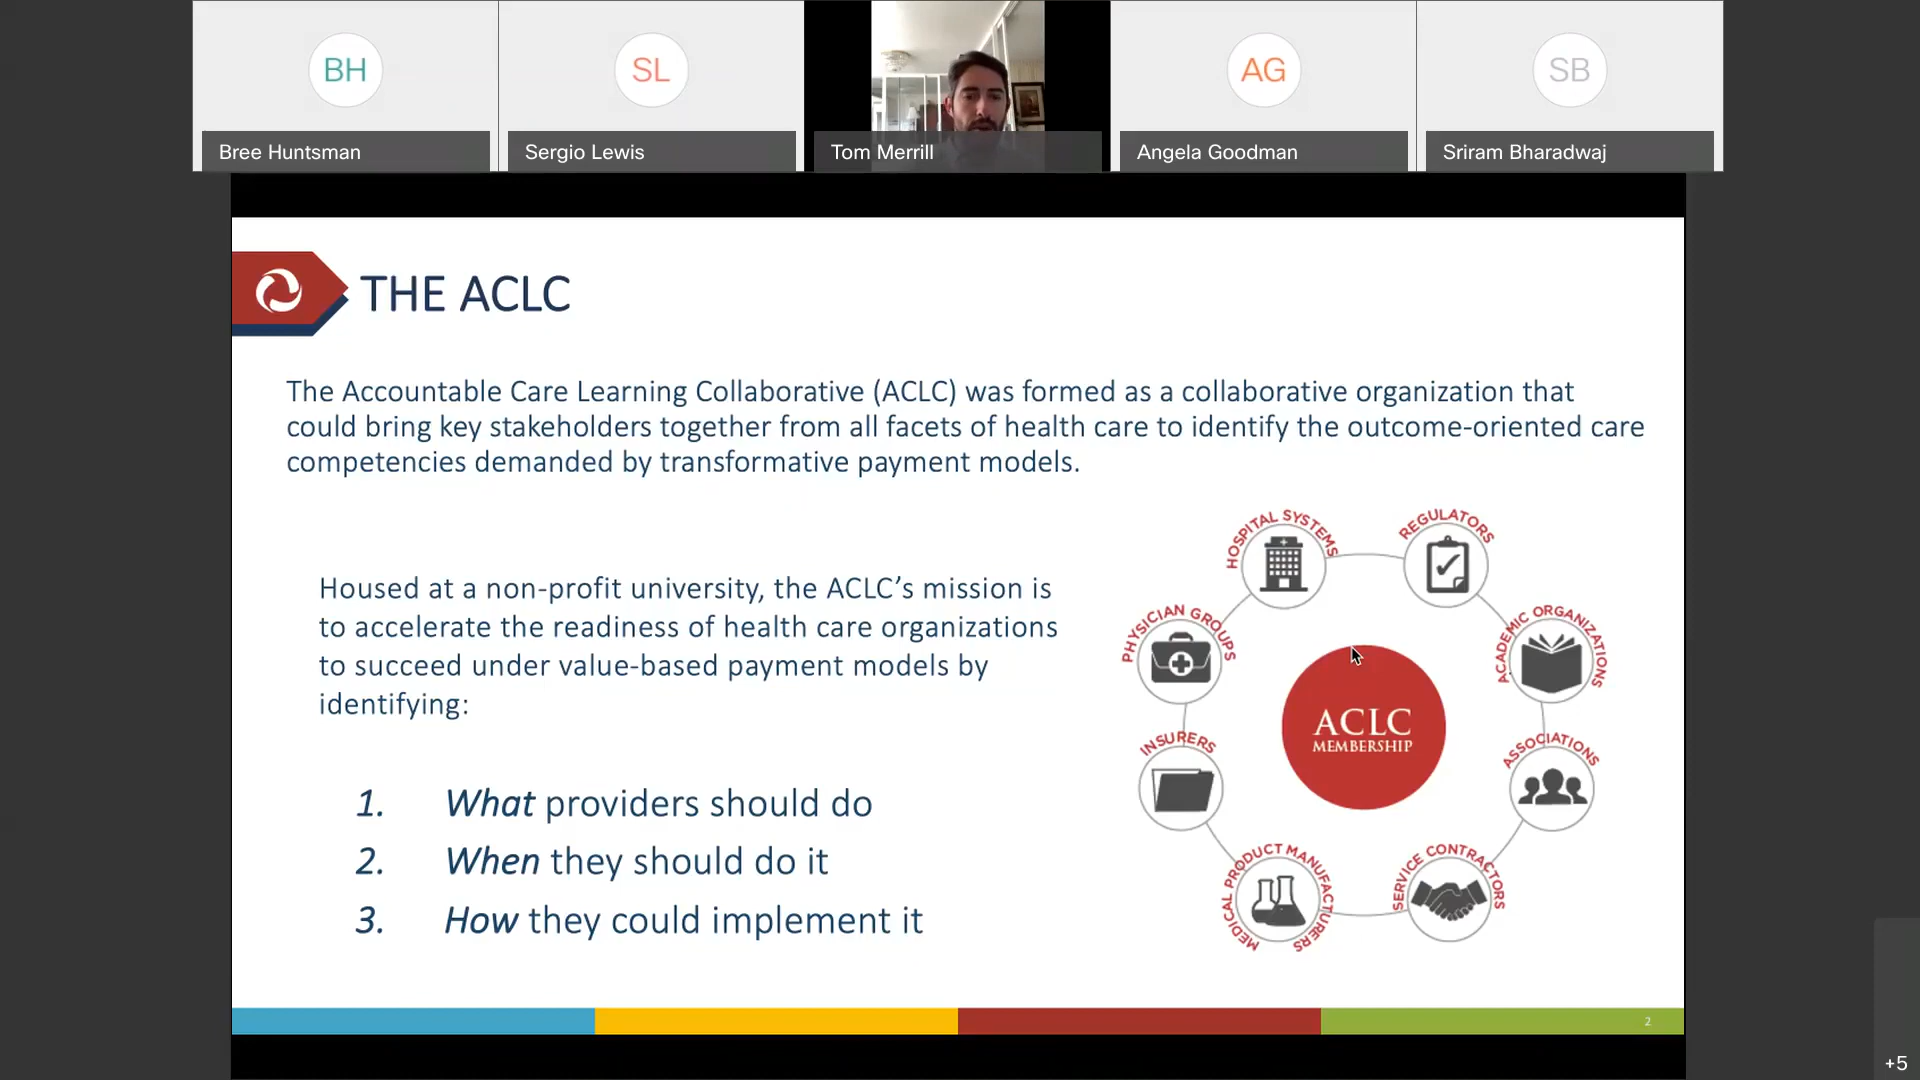 BH
SL
AG
SB
Bree Huntsman
Sergio Lewis
Tom Merrill
Angela Goodman
Sriram Bharadwaj
THE ACLC
The Accountable Care Learning Collaborative (ACLC) was formed as a collaborative organization that
could bring key stakeholders together from all facets of health care to identify the outcome-oriented care
competencies demanded by transformative payment models.
Housed at a non-profit university, the ACLC’s mission is
to accelerate the readiness of health care organizations
to succeed under value-based payment models by
identifying:
1. What providers should do
2. When they should do it
3. How they could implement it
HOSPITAL SYSTEMS
REGULATORS
PHYSICIAN GROUPS
ACADEMIC ORGANIZATIONS
ACLC
MEMBERSHIP
INSURERS
ASSOCIATIONS
MEDICAL PRODUCT MANUFACTURERS
SERVICE CONTRACTORS
2
+5